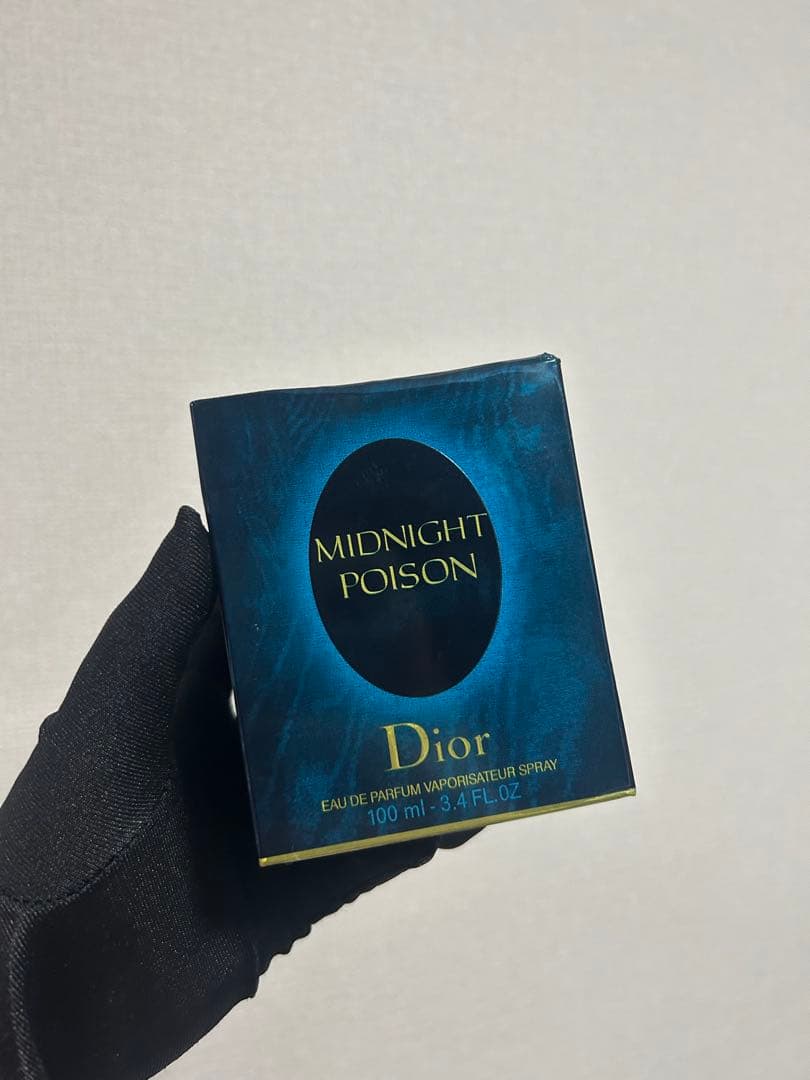 MIDNIGHT
POISON
Dior
EAU DE PARFUM VAPORISATEUR SPRAY
100 ml - 3.4 FL.OZ